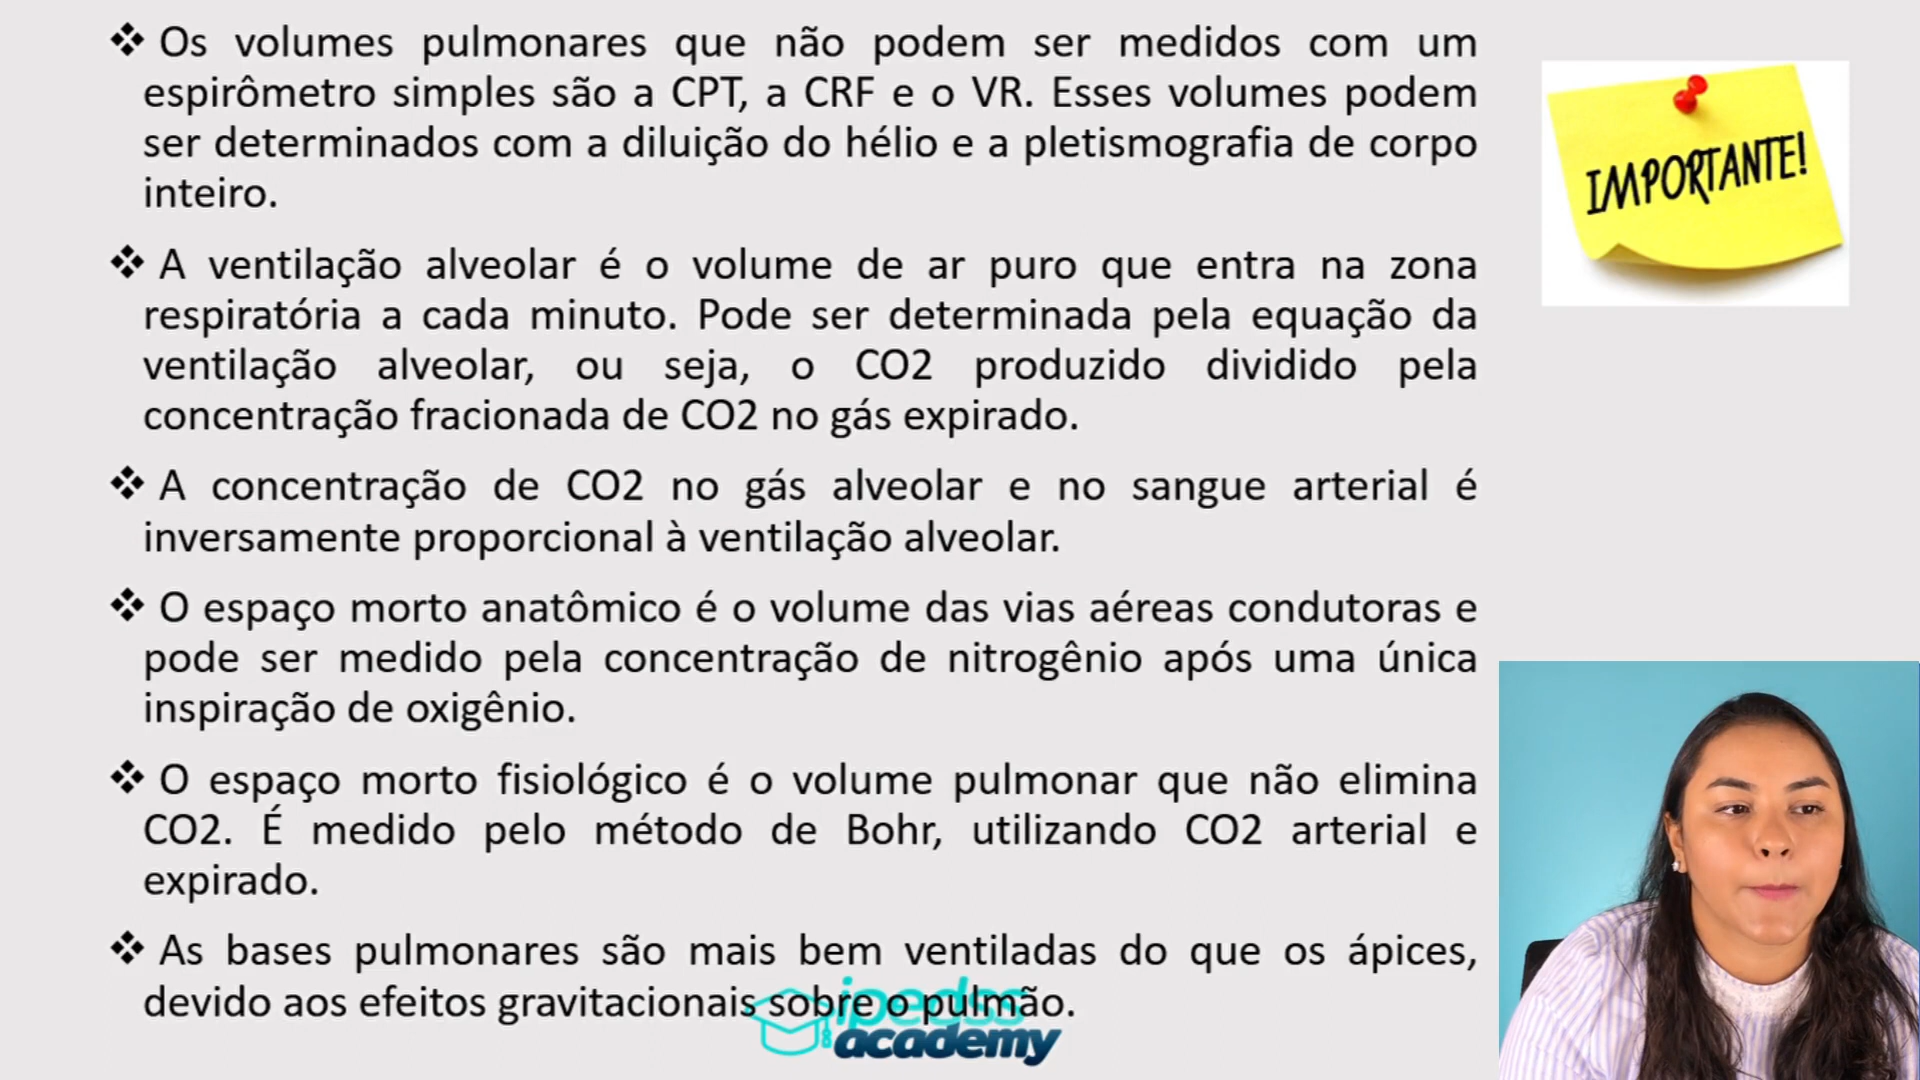 ❖ Os volumes pulmonares que não podem ser medidos com um
espirômetro simples são a CPT, a CRF e o VR. Esses volumes podem
ser determinados com a diluição do hélio e a pletismografia de corpo
inteiro.
❖ A ventilação alveolar é o volume de ar puro que entra na zona
respiratória a cada minuto. Pode ser determinada pela equação da
ventilação alveolar, ou seja, o CO2 produzido dividido pela
concentração fracionada de CO2 no gás expirado.
❖ A concentração de CO2 no gás alveolar e no sangue arterial é
inversamente proporcional à ventilação alveolar.
❖ O espaço morto anatômico é o volume das vias aéreas condutoras e
pode ser medido pela concentração de nitrogênio após uma única
inspiração de oxigênio.
❖ O espaço morto fisiológico é o volume pulmonar que não elimina
CO2. É medido pelo método de Bohr, utilizando CO2 arterial e
expirado.
❖ As bases pulmonares são mais bem ventiladas do que os ápices,
devido aos efeitos gravitacionais sobre o pulmão.
IMPORTANTE!
academy